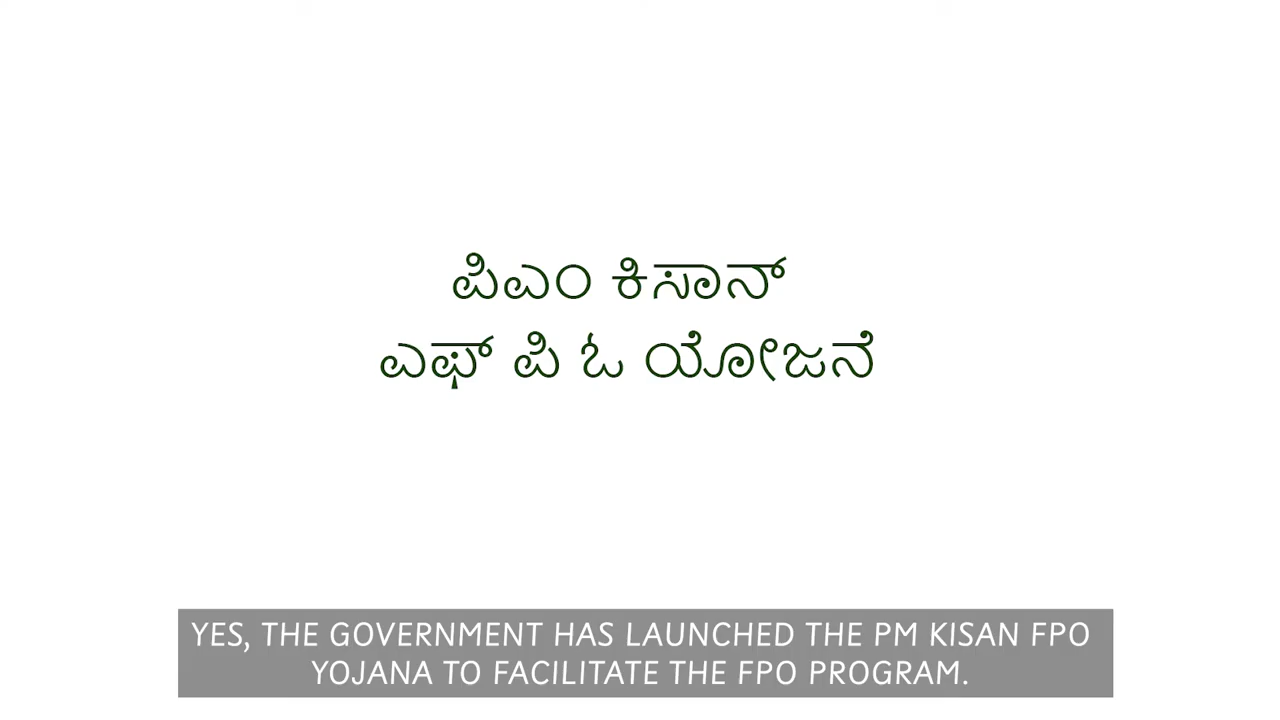 ಪಿಎಂ ಕಿಸಾನ್
ಎಫ್ ಪಿ ಓ ಯೋಜನೆ
YES, THE GOVERNMENT HAS LAUNCHED THE PM KISAN FPO
YOJANA TO FACILITATE THE FPO PROGRAM.